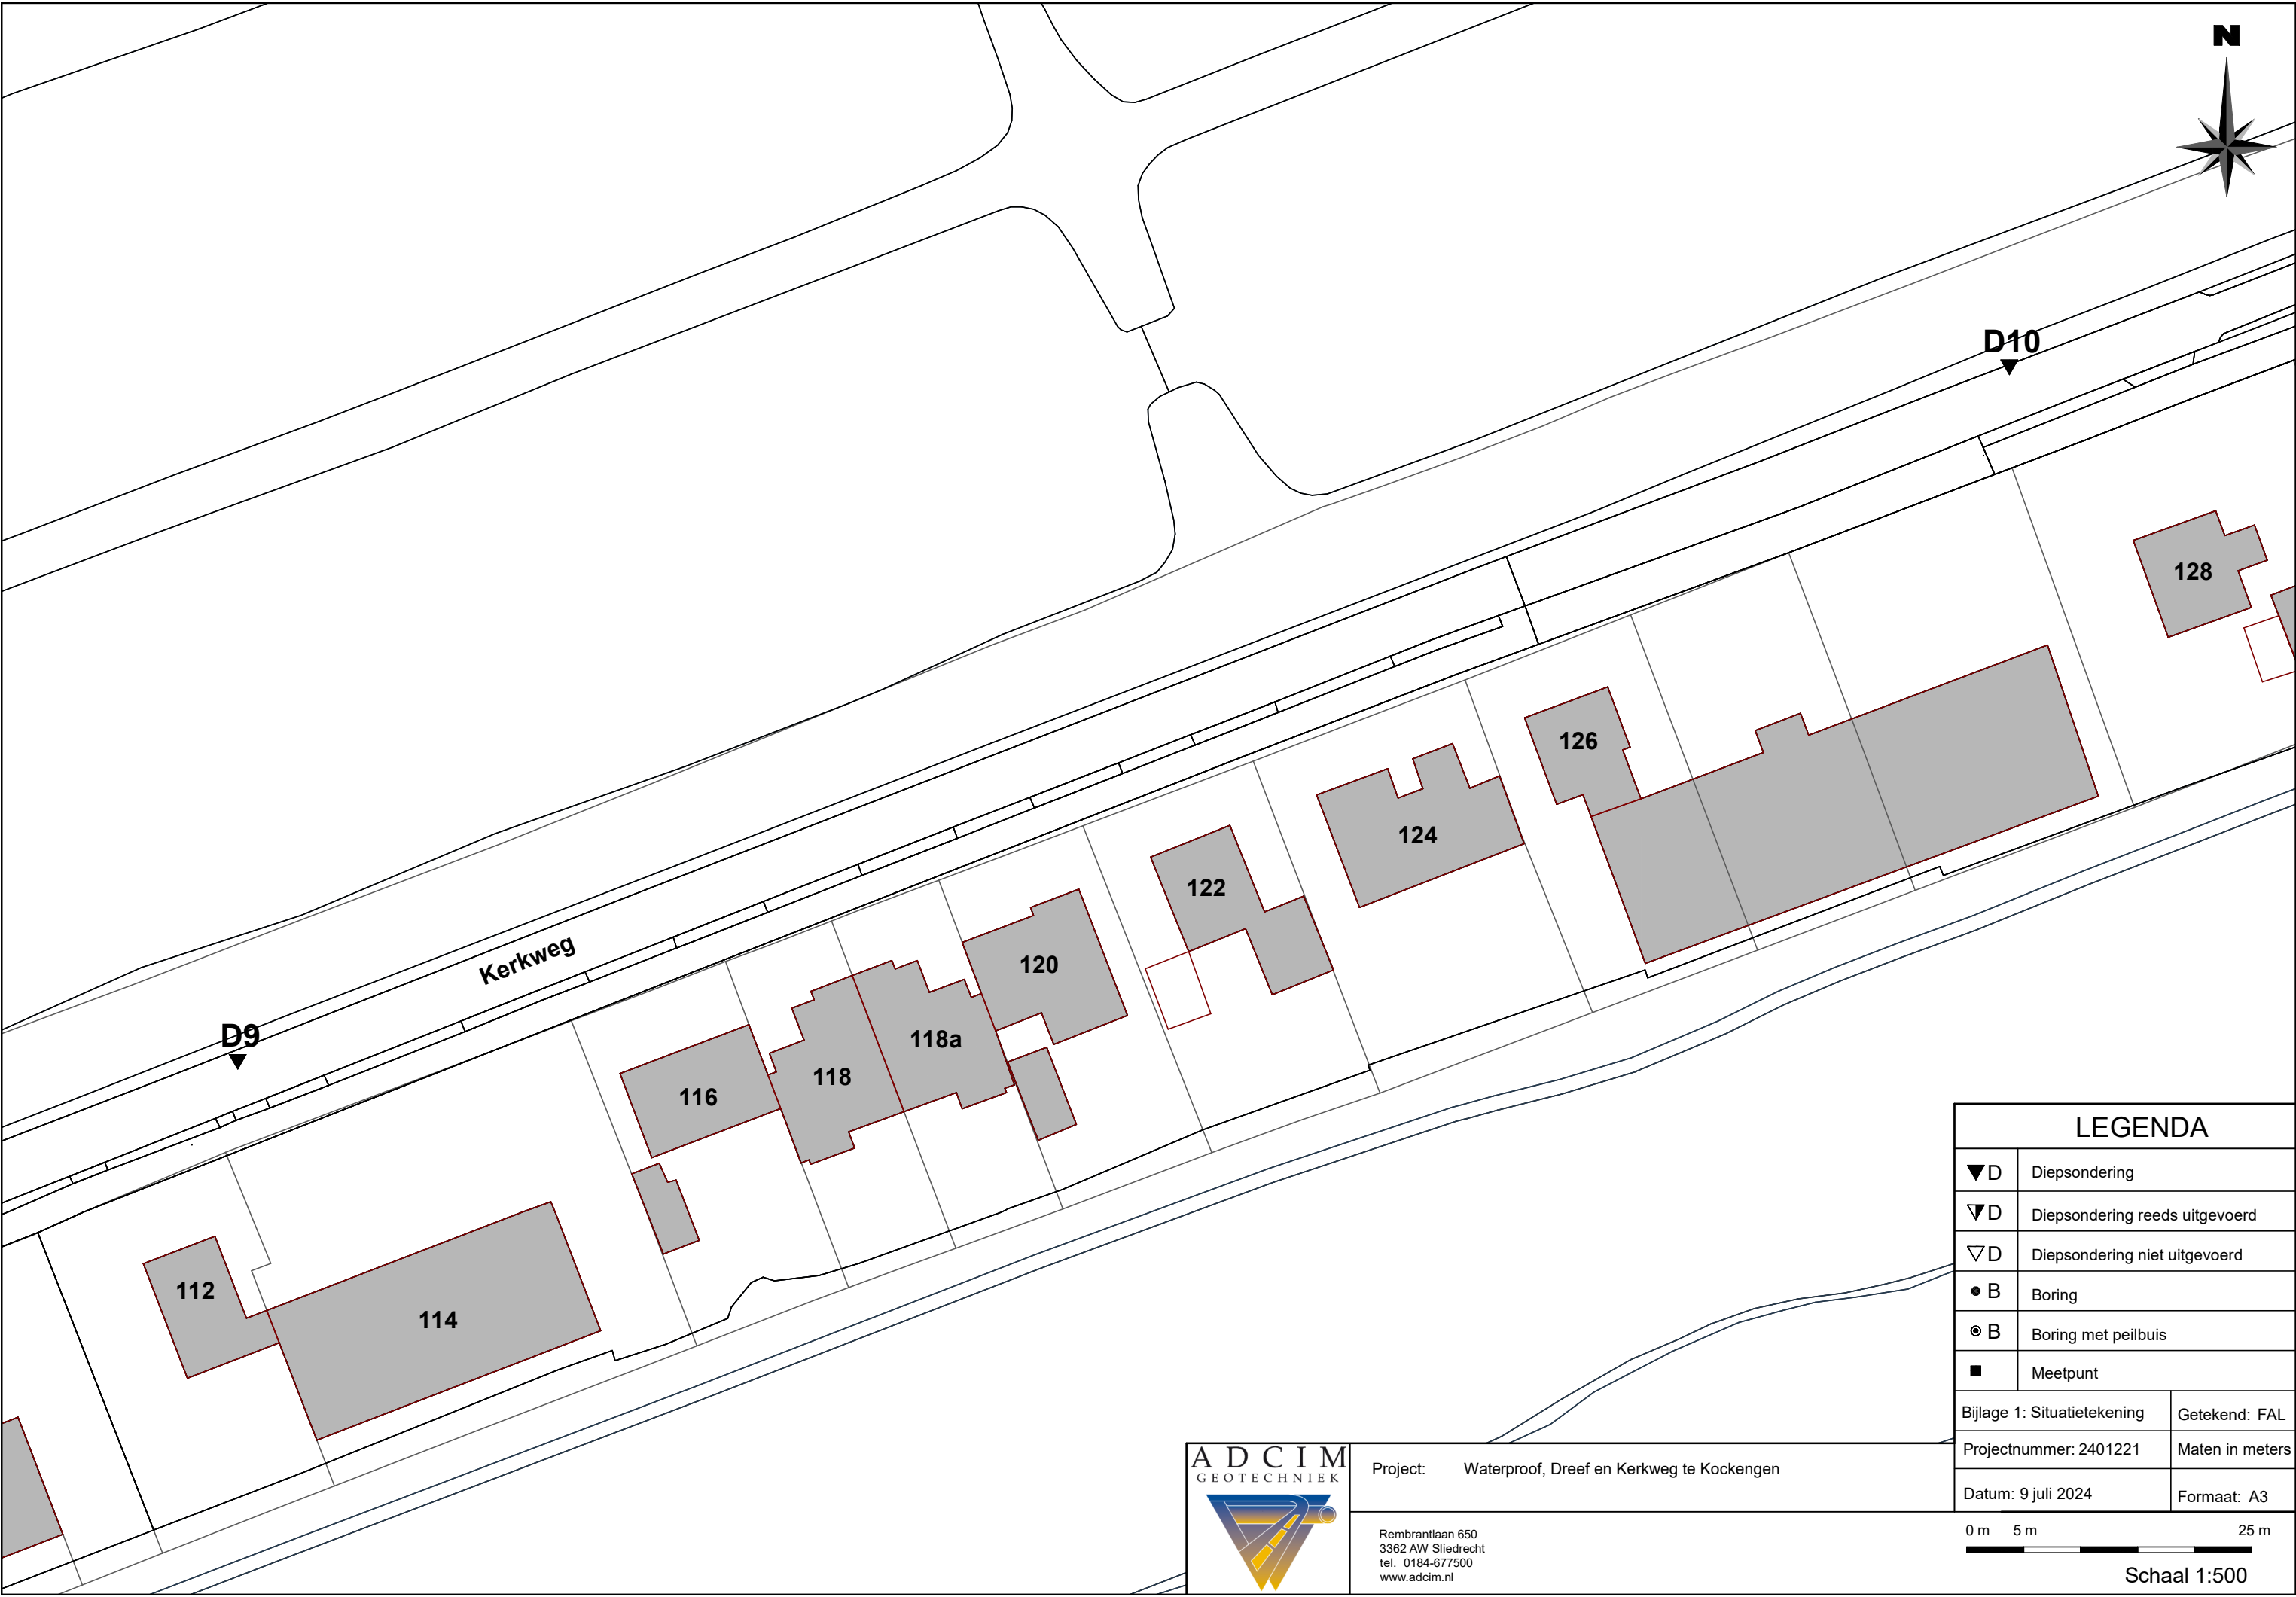 N
D10
128
126
124
122
120
Kerkweg
118a
D9
118
116
112
114
LEGENDA
D Diepsondering
D Diepsondering reeds uitgevoerd
D Diepsondering niet uitgevoerd
B Boring
B Boring met peilbuis
Meetpunt
Bijlage 1: Situatietekening Getekend: FAL
Projectnummer: 2401221 Maten in meters
Datum: 9 juli 2024 Formaat: A3
0 m 5 m 25 m
Schaal 1:500
ADCIM
GEOTECHNIEK
Project: Waterproof, Dreef en Kerkweg te Kockengen
Rembrantlaan 650
3362 AW Sliedrecht
tel. 0184-677500
www.adcim.nl